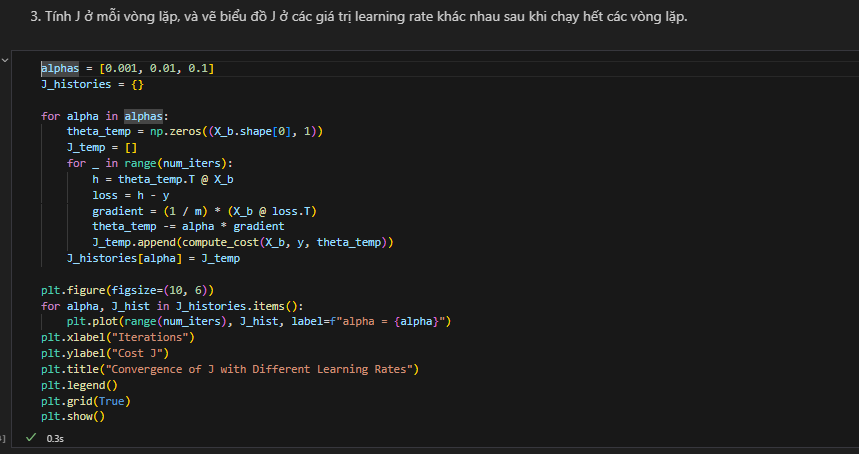 3. Tính J ở mỗi vòng lặp, và vẽ biểu đồ J ở các giá trị learning rate khác nhau sau khi chạy hết các vòng lặp.
alphas = [0.001, 0.01, 0.1]
J_histories = {}

for alpha in alphas:
    theta_temp = np.zeros((X_b.shape[0], 1))
    J_temp = []
    for _ in range(num_iters):
        h = theta_temp.T @ X_b
        loss = h - y
        gradient = (1 / m) * (X_b @ loss.T)
        theta_temp -= alpha * gradient
        J_temp.append(compute_cost(X_b, y, theta_temp))
    J_histories[alpha] = J_temp

plt.figure(figsize=(10, 6))
for alpha, J_hist in J_histories.items():
    plt.plot(range(num_iters), J_hist, label=f"alpha = {alpha}")
plt.xlabel("Iterations")
plt.ylabel("Cost J")
plt.title("Convergence of J with Different Learning Rates")
plt.legend()
plt.grid(True)
plt.show()
0.3s